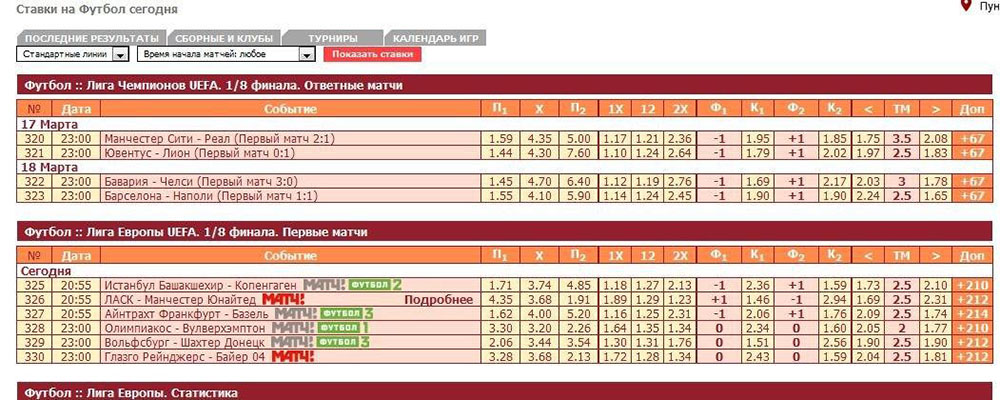 Ставки на Футбол сегодня
Пун
ПОСЛЕДНИЕ РЕЗУЛЬТАТЫ СБОРНЫЕ И КЛУБЫ ТУРНИРЫ КАЛЕНДАРЬ ИГР
Стандартные линии Время начала матчей: любое Показать ставки
Футбол :: Лига Чемпионов UEFA. 1/8 финала. Ответные матчи
№ Дата Событие П1 X П2 1X 12 2X Ф1 К1 Ф2 К2 < ТМ > Доп
17 Марта
320 23:00 Манчестер Сити - Реал (Первый матч 2:1) 1.59 4.35 5.00 1.17 1.21 2.36 -1 1.95 +1 1.85 1.75 3.5 2.08 +67
321 23:00 Ювентус - Лион (Первый матч 0:1) 1.44 4.30 7.60 1.10 1.24 2.64 -1 1.79 +1 2.02 1.97 2.5 1.83 +67
18 Марта
322 23:00 Бавария - Челси (Первый матч 3:0) 1.45 4.70 6.40 1.12 1.19 2.76 -1 1.69 +1 2.17 2.03 3 1.78 +67
323 23:00 Барселона - Наполи (Первый матч 1:1) 1.55 4.10 5.90 1.14 1.24 2.45 -1 1.90 +1 1.90 2.24 2.5 1.65 +67
Футбол :: Лига Европы UEFA. 1/8 финала. Первые матчи
№ Дата Событие П1 X П2 1X 12 2X Ф1 К1 Ф2 К2 < ТМ > Доп
Сегодня
325 20:55 Истанбул Башакшехир - Копенгаген МАТЧ! ФУТБОЛ 2 1.71 3.74 4.85 1.18 1.27 2.13 -1 2.36 +1 1.59 1.73 2.5 2.10 +210
326 20:55 ЛАСК - Манчестер Юнайтед МАТЧ! Подробнее 4.35 3.68 1.91 1.89 1.29 1.23 +1 1.46 -1 2.94 1.69 2.5 2.31 +212
327 20:55 Айнтрахт Франкфурт - Базель МАТЧ! ФУТБОЛ 3 1.62 4.00 5.20 1.16 1.25 2.31 -1 2.06 +1 1.76 2.09 2.5 1.74 +214
328 23:00 Олимпиакос - Вулверхэмптон МАТЧ! ФУТБОЛ 1 3.30 3.20 2.26 1.64 1.35 1.34 0 2.34 0 1.60 2.05 2 1.77 +210
329 23:00 Вольфсбург - Шахтер Донецк МАТЧ! ФУТБОЛ 3 2.06 3.44 3.54 1.30 1.31 1.76 0 1.51 0 2.56 1.90 2.5 1.90 +212
330 23:00 Глазго Рейнджерс - Байер 04 МАТЧ! 3.28 3.68 2.13 1.72 1.28 1.34 0 2.43 0 1.59 2.04 2.5 1.81 +212
Футбол :: Лига Европы. Статистика